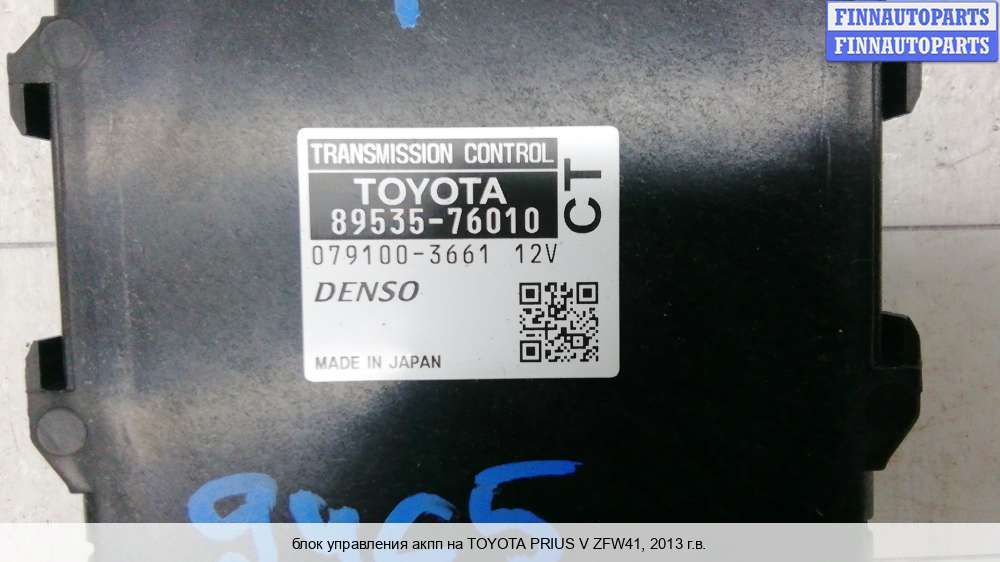 FINNAUTOPARTS
FINNAUTOPARTS
TRANSMISSION CONTROL
TOYOTA
89535-76010
CT
079100-3661 12V
DENSO
MADE IN JAPAN
блок управления акпп на TOYOTA PRIUS V ZFW41, 2013 г.в.